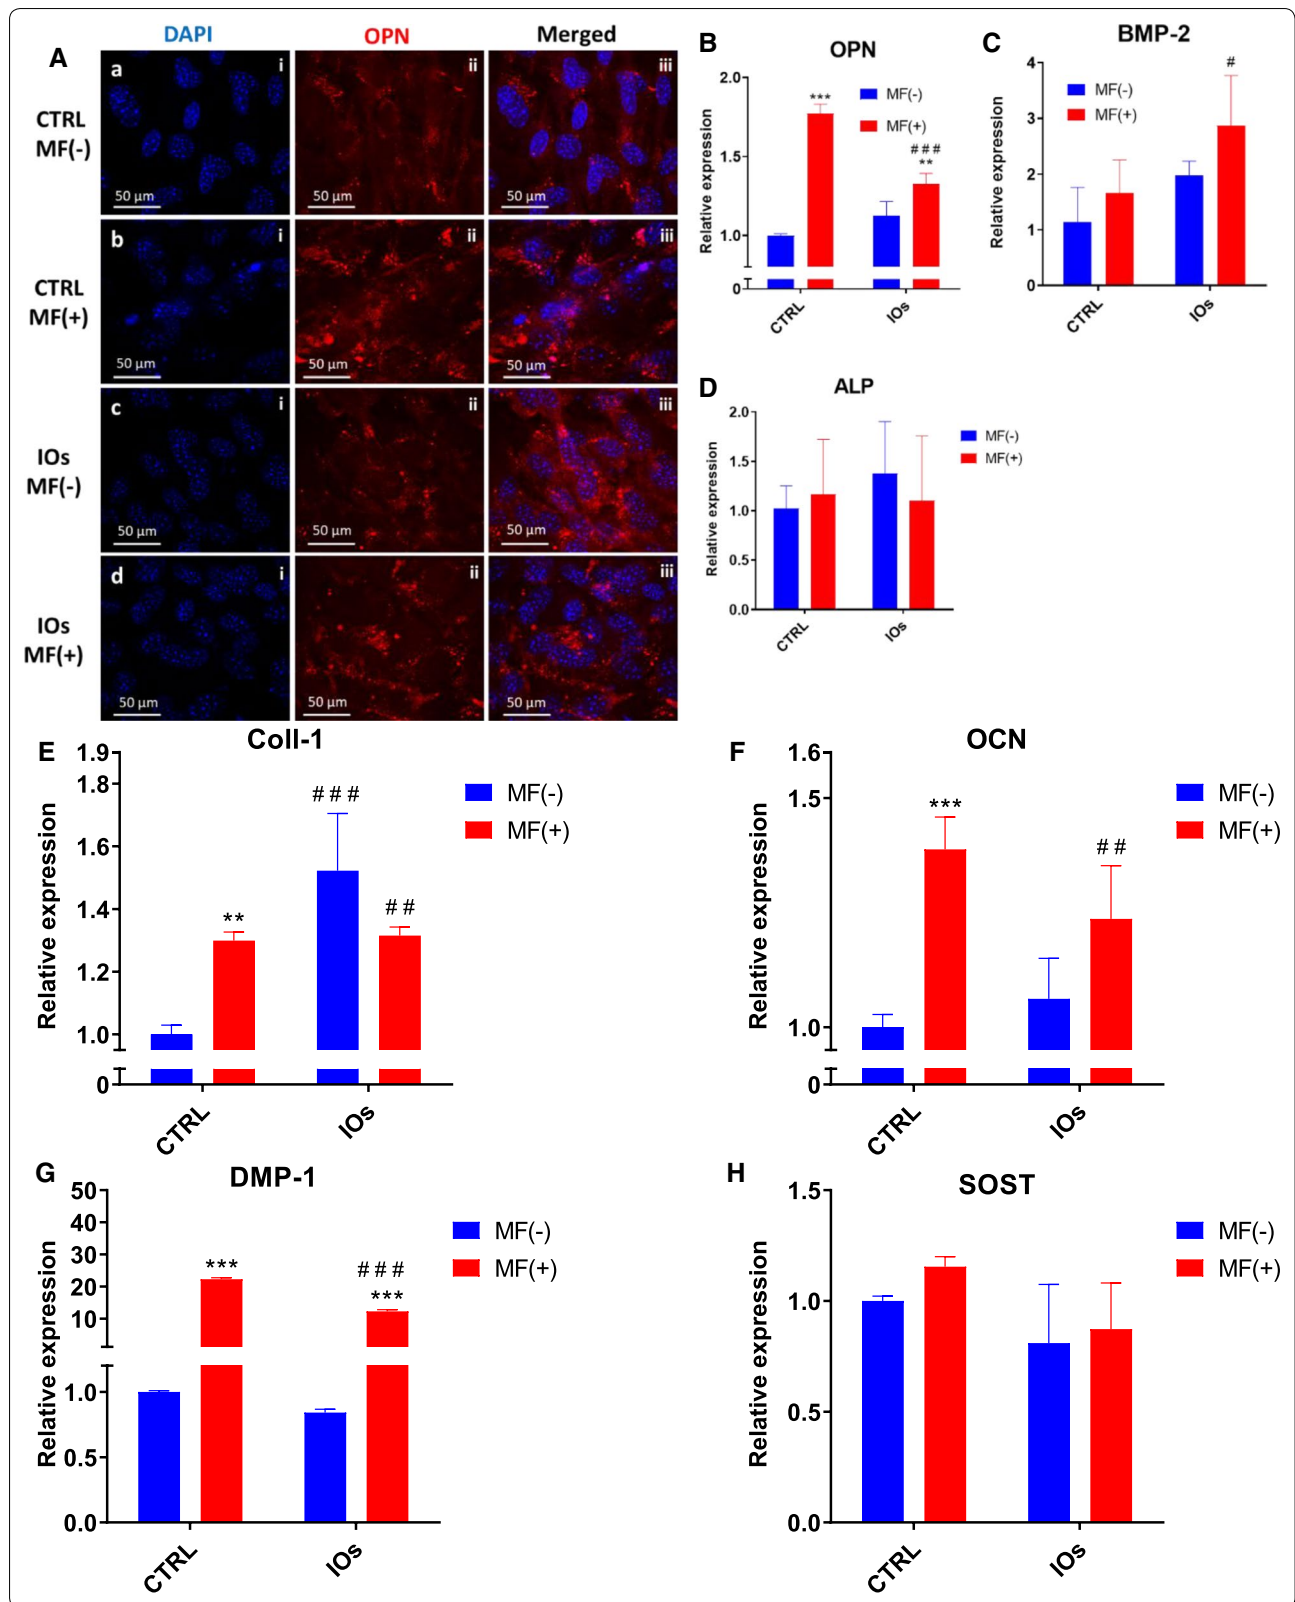 A
DAPI OPN Merged
CTRL
MF(-)
a i ii iii
50 µm 50 µm 50 µm
CTRL
MF(+)
b i ii iii
50 µm 50 µm 50 µm
IOs
MF(-)
c i ii iii
50 µm 50 µm 50 µm
IOs
MF(+)
d i ii iii
50 µm 50 µm 50 µm
B
OPN
Relative expression
2.0
1.5
1.0
0
***
###
**
MF(-)
MF(+)
CTRL IOs
C
BMP-2
Relative expression
4
3
2
1
0
#
MF(-)
MF(+)
CTRL IOs
D
ALP
Relative expression
2.0
1.5
1.0
0.5
0.0
MF(-)
MF(+)
CTRL IOs
E
Coll-1
Relative expression
1.9
1.8
1.6
1.4
1.2
1.0
0
**
###
##
MF(-)
MF(+)
CTRL IOs
F
OCN
Relative expression
1.6
1.5
1.0
0
***
##
MF(-)
MF(+)
CTRL IOs
G
DMP-1
Relative expression
50
40
30
20
10
1.0
0.5
0.0
***
###
***
MF(-)
MF(+)
CTRL IOs
H
SOST
Relative expression
1.5
1.0
0.5
0.0
MF(-)
MF(+)
CTRL IOs